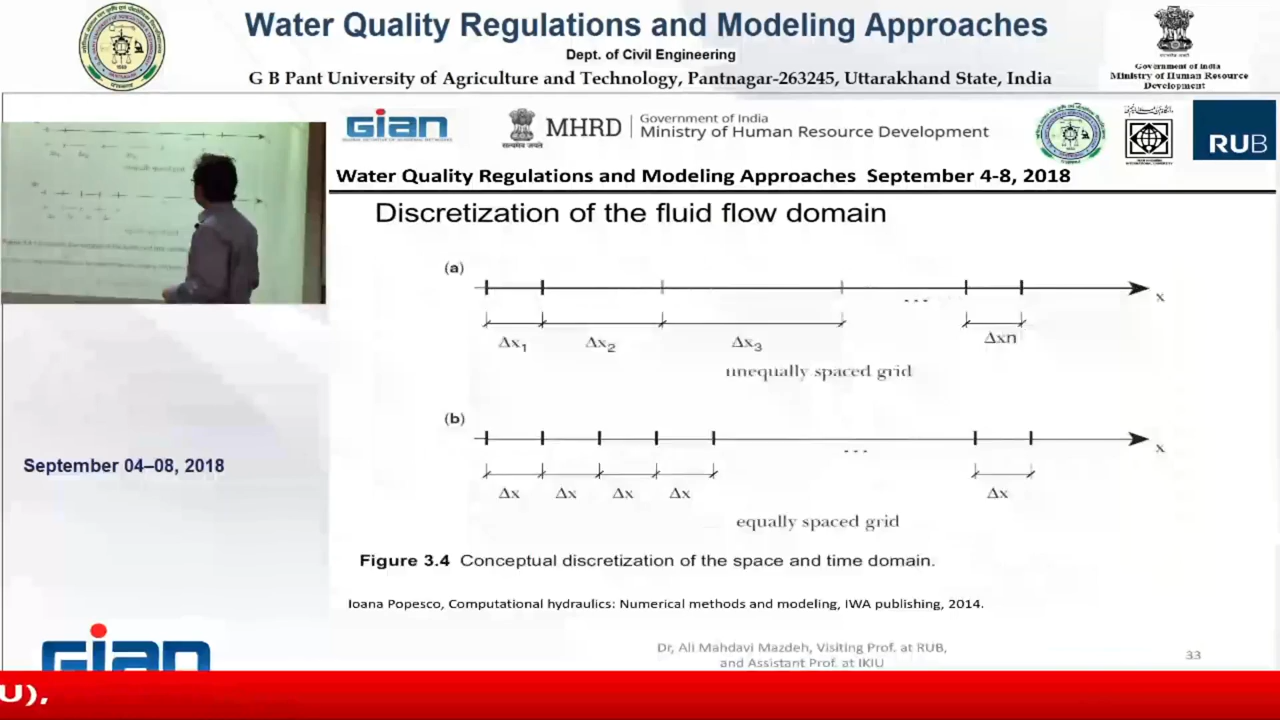 Water Quality Regulations and Modeling Approaches
Dept. of Civil Engineering
G B Pant University of Agriculture and Technology, Pantnagar-263245, Uttarakhand State, India
Government of India
Ministry of Human Resource
Development
GIAN
MHRD
Government of India
Ministry of Human Resource Development
RUB
Water Quality Regulations and Modeling Approaches September 4-8, 2018
Discretization of the fluid flow domain
(a)
x
Δx1 Δx2 Δx3 ... Δxn
unequally spaced grid
(b)
x
Δx Δx Δx Δx ... Δx
equally spaced grid
September 04–08, 2018
Figure 3.4 Conceptual discretization of the space and time domain.
Ioana Popesco, Computational hydraulics: Numerical methods and modeling, IWA publishing, 2014.
Dr, Ali Mahdavi Mazdeh, Visiting Prof. at RUB,
and Assistant Prof. at IKIU
33
GIAN
U),